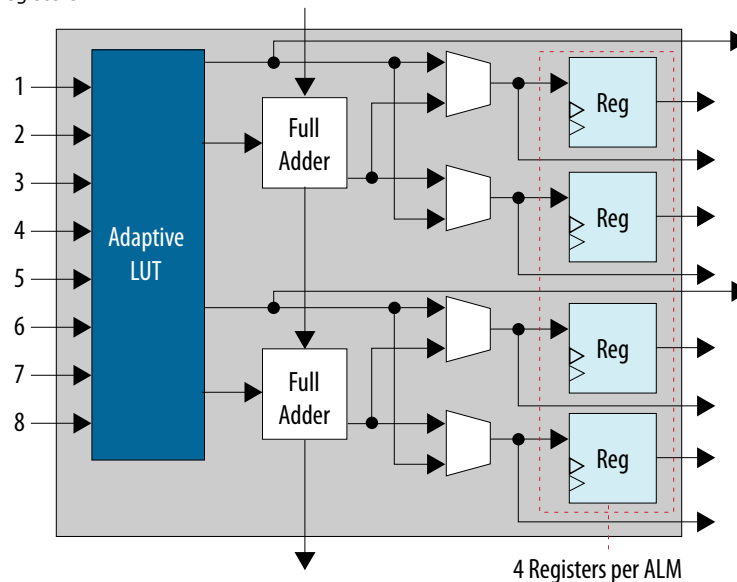 1
2
3
4
5
6
7
8
Adaptive
LUT
Full
Adder
Full
Adder
Reg
Reg
Reg
Reg
4 Registers per ALM